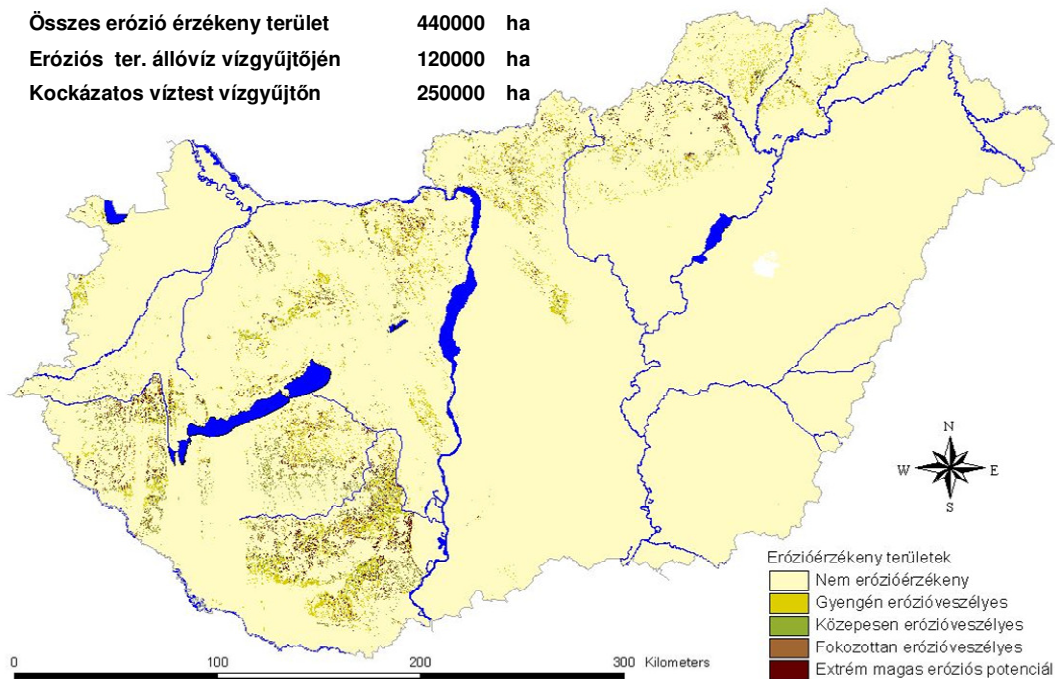 Összes erózió érzékeny terület 440000 ha
Eróziós ter. állóvíz vízgyűjtőjén 120000 ha
Kockázatos víztest vízgyűjtőn 250000 ha
N
W E
S
Erózióérzékeny területek
Nem erózióérzékeny
Gyengén erózióveszélyes
Közepesen erózióveszélyes
Fokozottan erózióveszélyes
Extrém magas eróziós potenciál
0 100 200 300 Kilometers